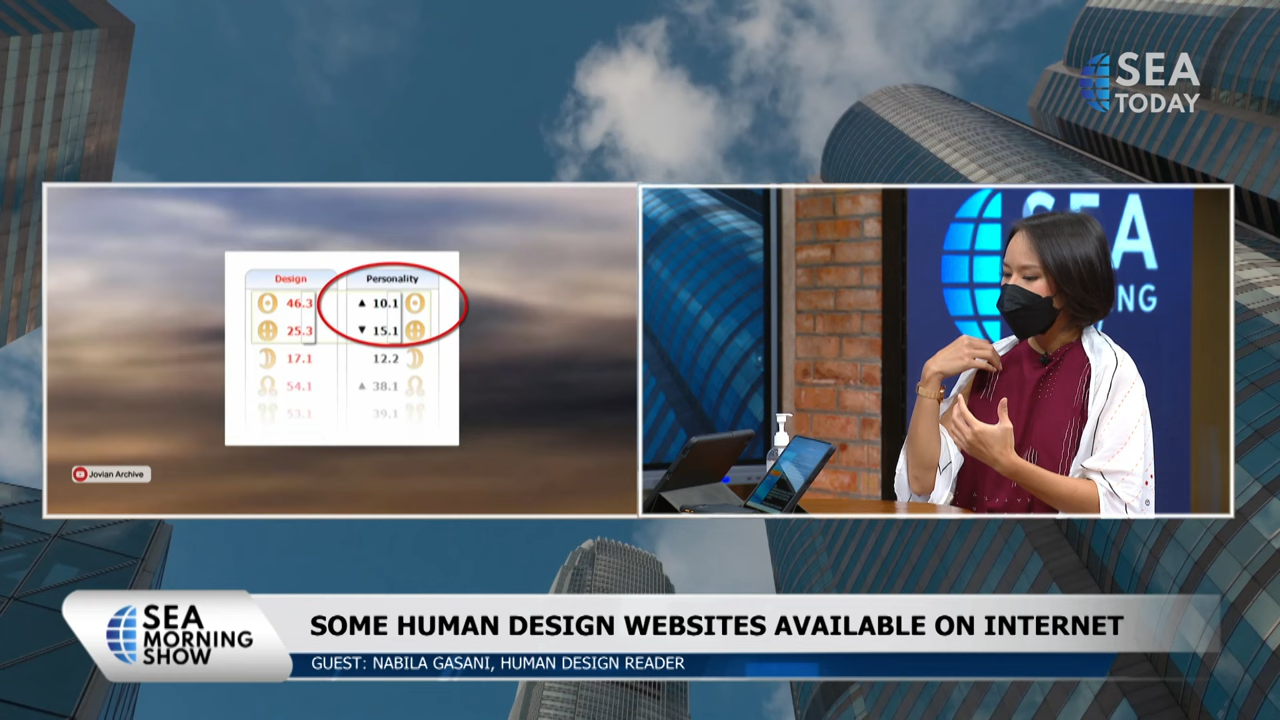 SEA
TODAY
Design
Personality
46.3
▲ 10.1
25.3
▼ 15.1
17.1
12.2
54.1
▲ 38.1
53.1
39.1
Jovian Archive
SEA
NG
SEA
MORNING
SHOW
SOME HUMAN DESIGN WEBSITES AVAILABLE ON INTERNET
GUEST: NABILA GASANI, HUMAN DESIGN READER